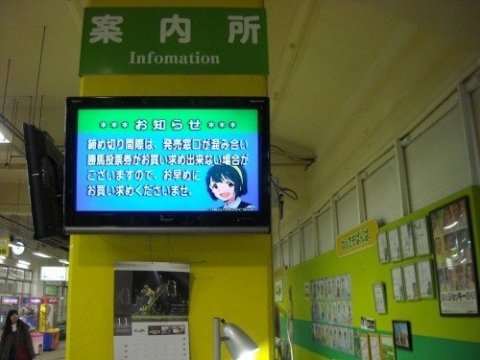 案内所
Infomation
*** お知らせ ***
締め切り間際は、発売窓口が混み合い
勝馬投票券がお買い求め出来ない場合が
ございますので、お早めに
お買い求めくださいませ
11